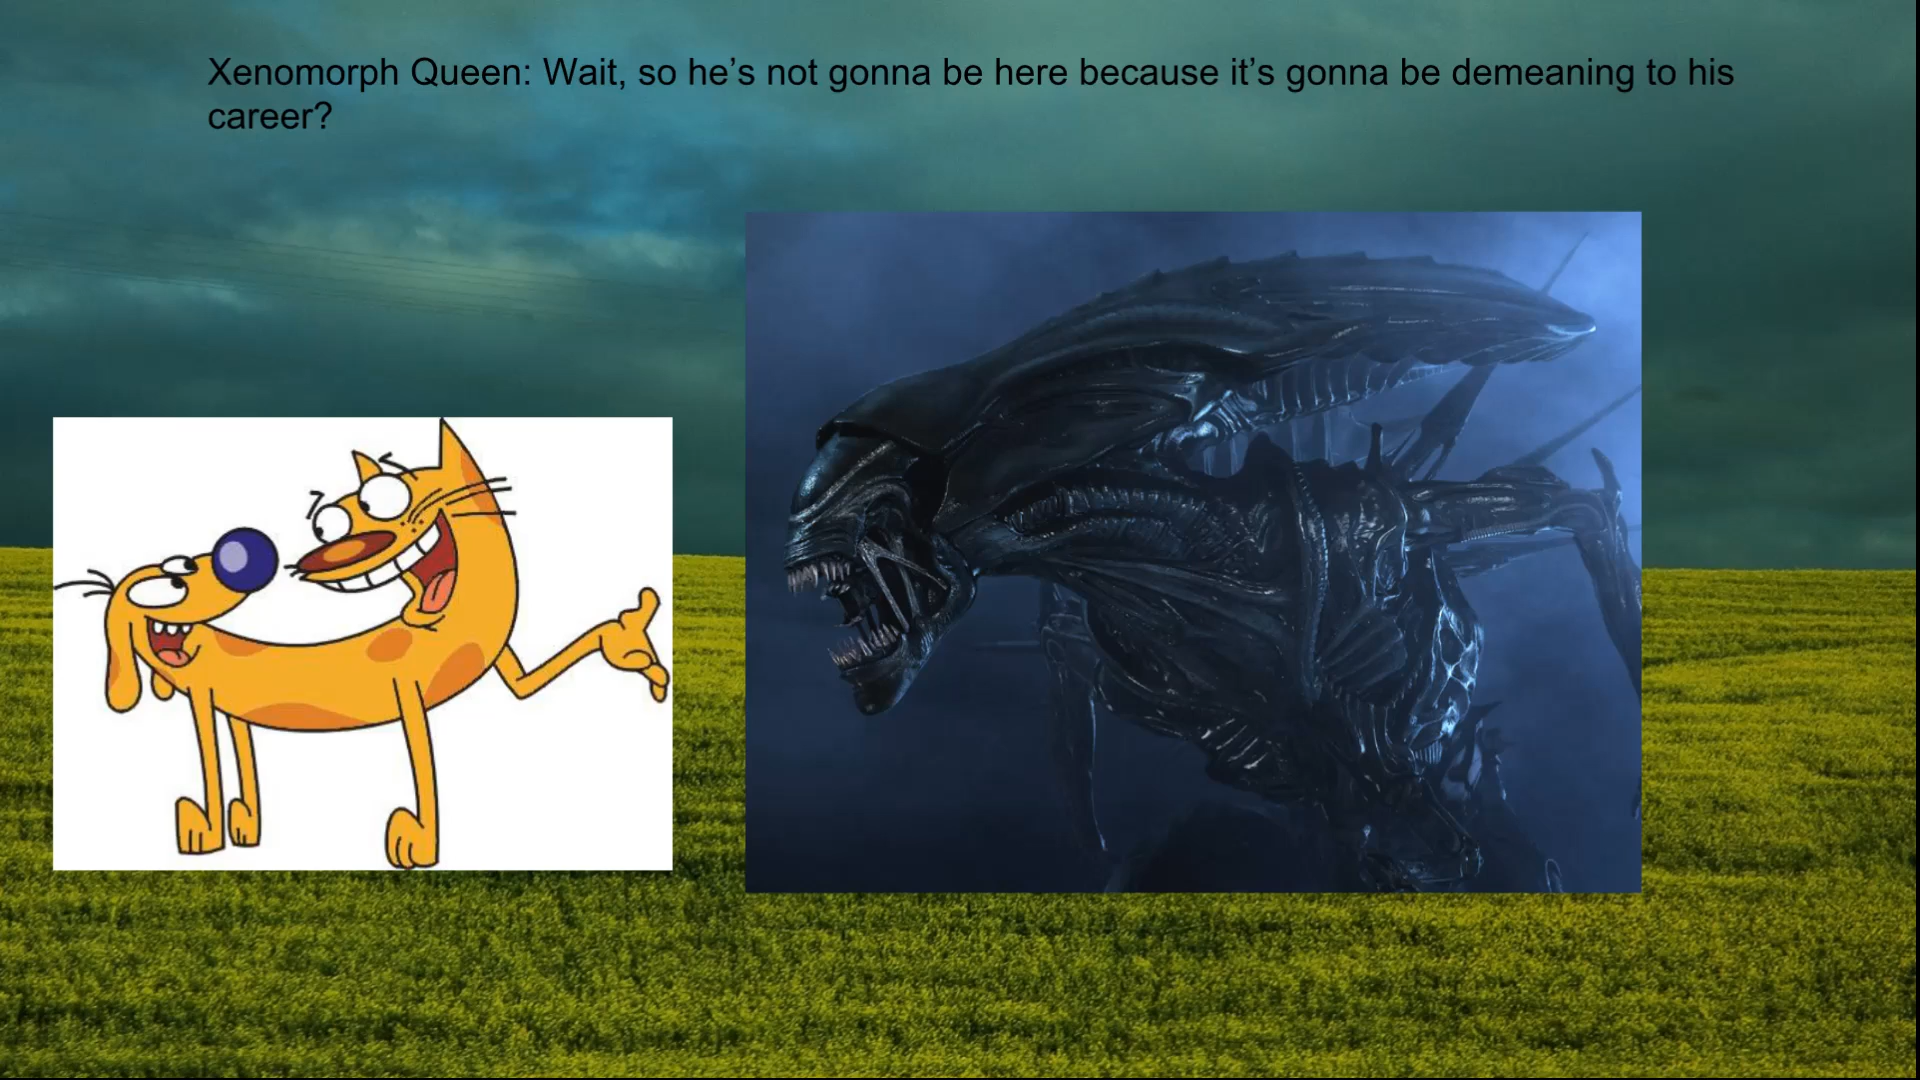 Xenomorph Queen: Wait, so he’s not gonna be here because it’s gonna be demeaning to his
career?